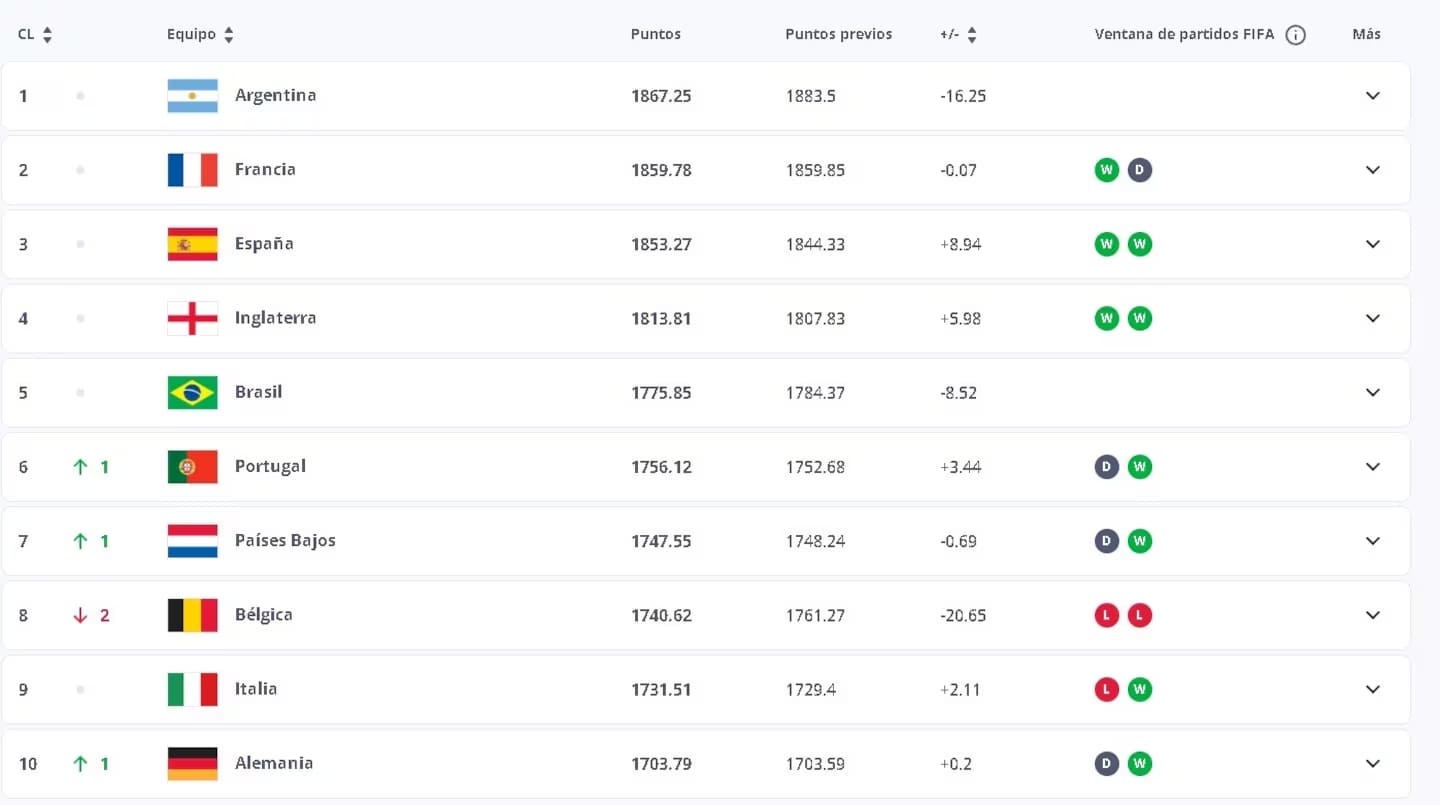 CL Equipo Puntos Puntos previos +/- Ventana de partidos FIFA i Más
1 Argentina 1867.25 1883.5 -16.25
2 Francia 1859.78 1859.85 -0.07 W D
3 España 1853.27 1844.33 +8.94 W W
4 Inglaterra 1813.81 1807.83 +5.98 W W
5 Brasil 1775.85 1784.37 -8.52
6 ↑ 1 Portugal 1756.12 1752.68 +3.44 D W
7 ↑ 1 Países Bajos 1747.55 1748.24 -0.69 D W
8 ↓ 2 Bélgica 1740.62 1761.27 -20.65 L L
9 Italia 1731.51 1729.4 +2.11 L W
10 ↑ 1 Alemania 1703.79 1703.59 +0.2 D W